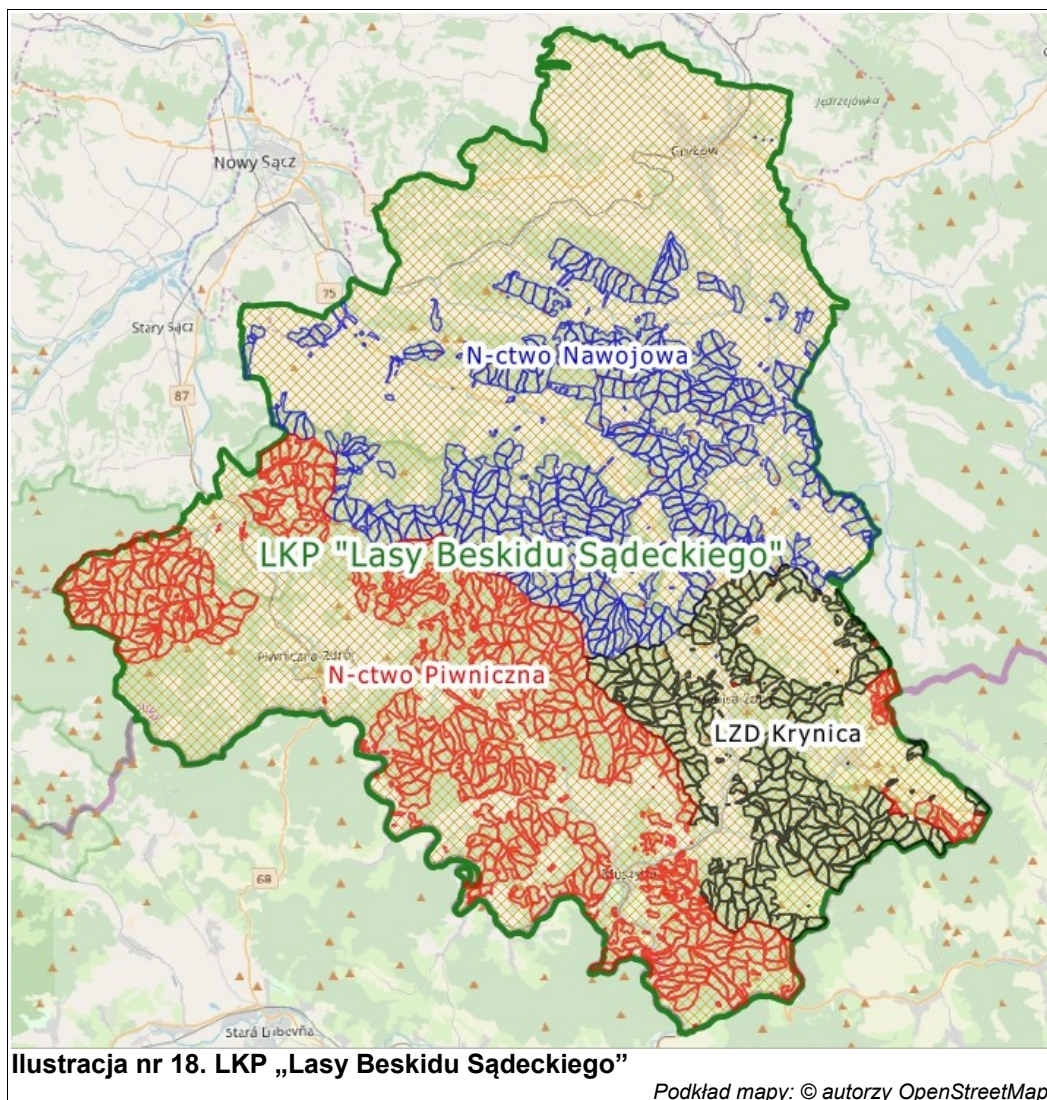 Jędrzejówka
Nowy Sącz
Grybów
75
Stary Sącz
N-ctwo Nawojowa
87
LKP "Lasy Beskidu Sądeckiego"
Piwniczna-Zdrój
N-ctwo Piwniczna
LZD Krynica
Muszyna
68
Stará Ľubovňa
Ilustracja nr 18. LKP „Lasy Beskidu Sądeckiego”
Podkład mapy: © autorzy OpenStreetMap